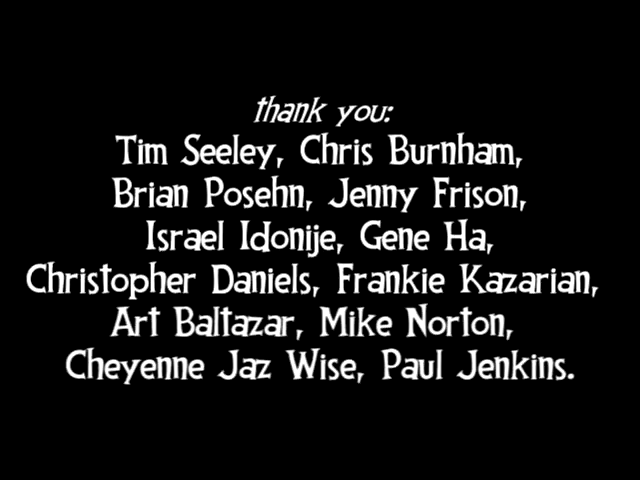 thank you:
Tim Seeley, Chris Burnham,
Brian Posehn, Jenny Frison,
Israel Idonije, Gene Ha,
Christopher Daniels, Frankie Kazarian,
Art Baltazar, Mike Norton,
Cheyenne Jaz Wise, Paul Jenkins.